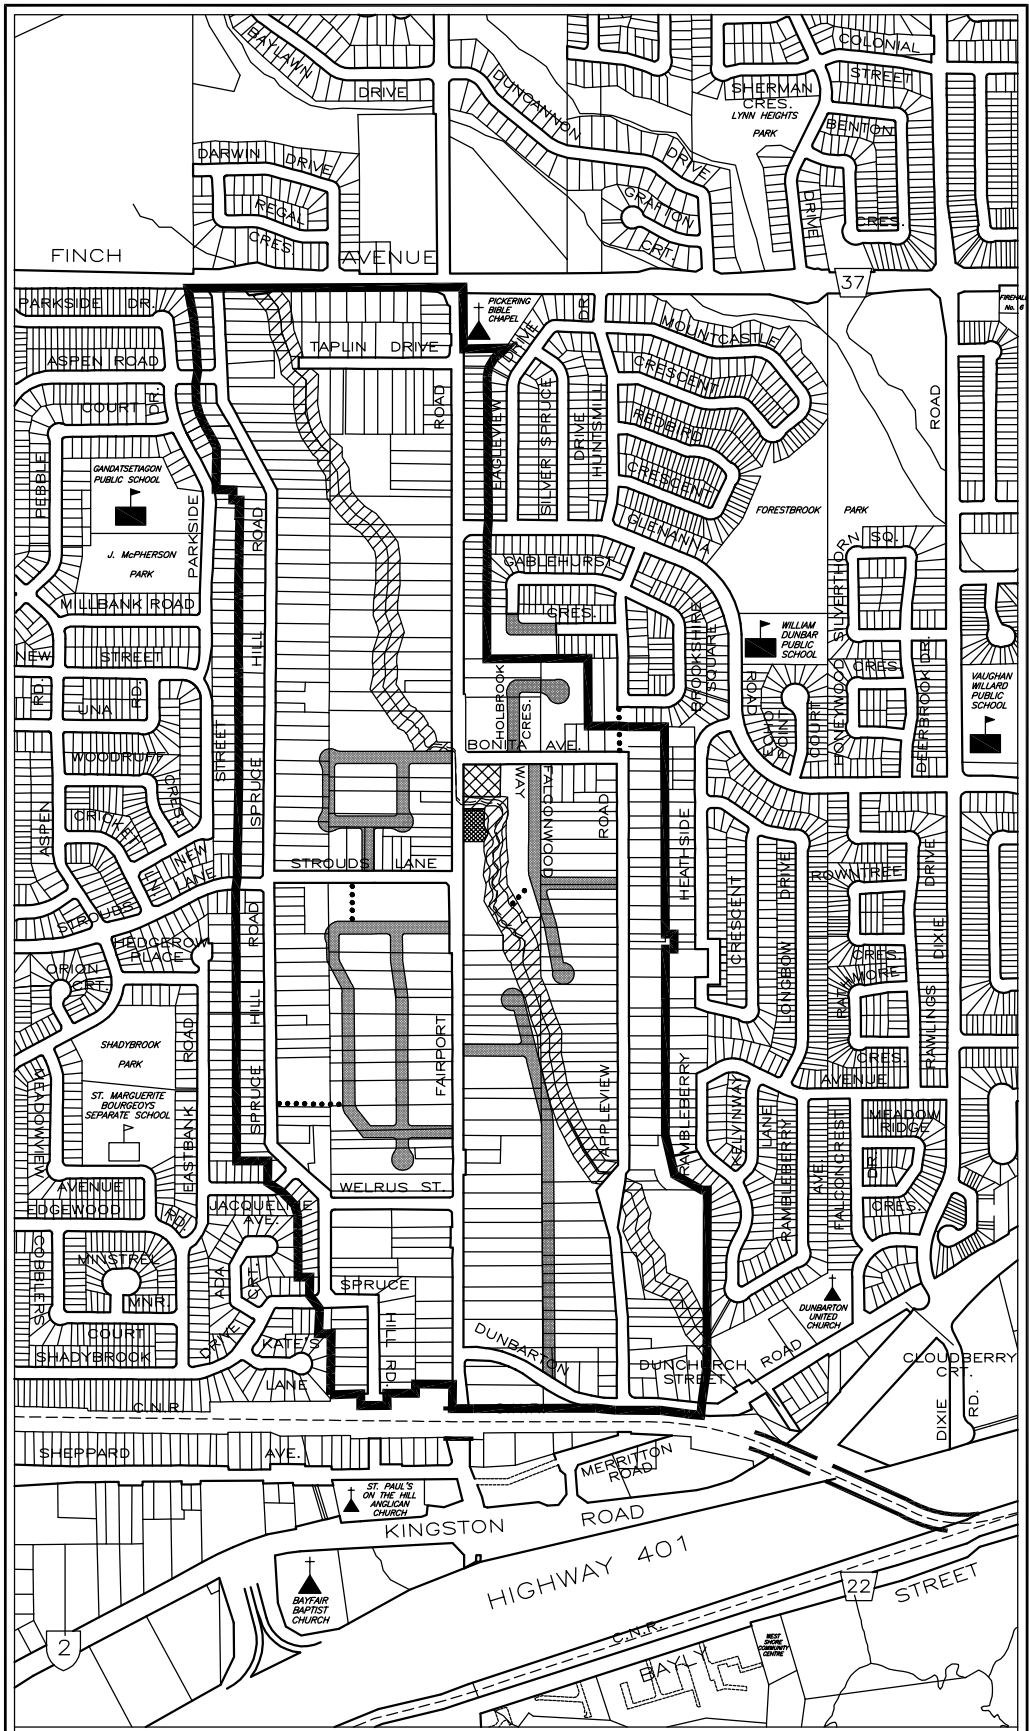 COLONIAL
BAYLAWN
DRIVE
DUNCANNON
DRIVE
STREET
SHERMAN
CRES.
LYNN HEIGHTS
PARK
BENTON
DRIVE
CRES.
DARWIN DRIVE
REGAL
CRES.
GRAFTON
CRT.
FINCH AVENUE
37
PARKSIDE DR.
PICKERING
BIBLE
CHAPEL
DRIVE
DR.
FIREHALL
No. 6
TAPLIN DRIVE
MOUNTCASTLE
CRESCENT
ASPEN ROAD
COURT
DR.
ROAD
EAGLEVIEW
SILVER SPRUCE
DRIVE
HUNTSMILL
REDBIRD
CRESCENT
ROAD
PEBBLE
GANDATSETIAGON
PUBLIC SCHOOL
J. McPHERSON
PARK
PARKSIDE
ROAD
GLENANNA
FORESTBROOK PARK
MILLBANK ROAD
GABLEHURST
CRES.
SILVERTHORN
SQ.
NEW STREET
HILL
BROOKSHIRE
SQUARE
WILLIAM
DUNBAR
PUBLIC
SCHOOL
CRES.
DEERBROOK DR.
VAUGHAN
WILLARD
PUBLIC
SCHOOL
RD.
UNA
RD.
HOLBROOK
CRES.
ROAD
ECHO
POINT
COURT
HONEYWOOD
WOODRUFF
CRES.
STREET
SPRUCE
BONITA AVE.
ASPEN
CRICKET
NEW
LANE
WAY
FALCONWOOD
ROAD
HEATHSIDE
CRESCENT
STROUDS LANE
STROUDS
DRIVE
ROWNTREE
DRIVE
HEDGEROW
PLACE
ROAD
ORION
CRT.
LONGBOW
CRES.
RATHMORE
DIXIE
SHADYBROOK
PARK
ROAD
HILL
FAIRPORT
CRES.
RAWLINGS
ST. MARGUERITE
BOURGEOYS
SEPARATE SCHOOL
SPRUCE
APPLEVIEW
RAMBLEBERRY
AVENUE
MEADOWVIEW
EASTBANK
KELVINWAY
LANE
MEADOW
RIDGE
DR.
CRES.
AVENUE
EDGEWOOD
RD.
WELRUS ST.
JACQUELINE
AVE.
RAMBLEBERRY
AVE.
FALCONCREST
COBBLERS
MINSTREL
MNR.
COURT
SHADYBROOK
ADA
CRT.
DRIVE
KATE'S
LANE
SPRUCE
HILL RD.
DUNBARTON
DUNCHURCH
STREET
ROAD
DUNBARTON
UNITED
CHURCH
CLOUDBERRY
CRT.
C.N.R.
DIXIE
RD.
SHEPPARD AVE.
MERRITTON
ROAD
ST. PAUL'S
ON THE HILL
ANGLICAN
CHURCH
KINGSTON ROAD
HIGHWAY 401
BAYFAIR
BAPTIST
CHURCH
22
STREET
2
C.N.R.
BAYLY
WEST
SHORE
COMMUNITY
CENTRE